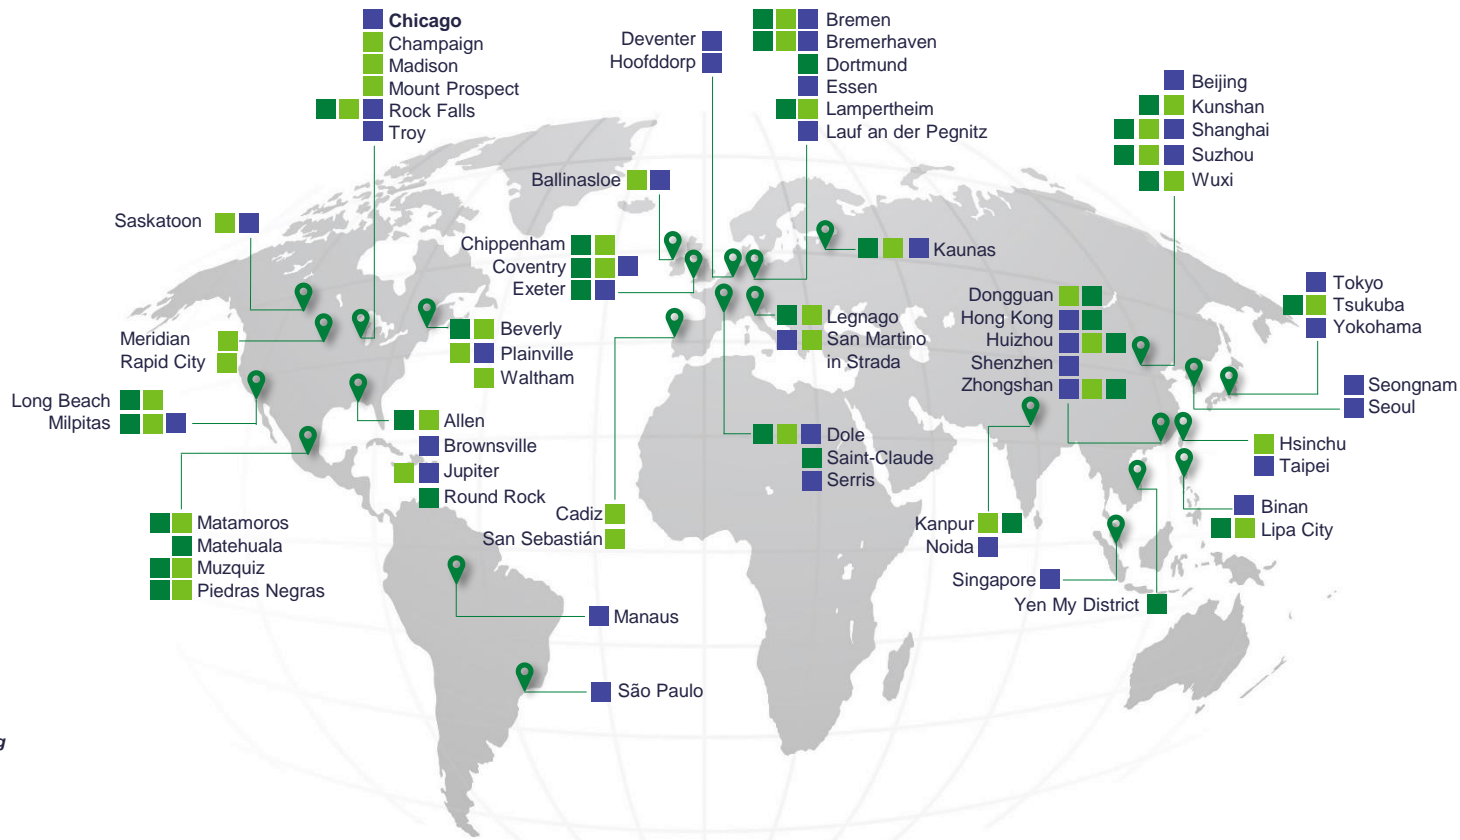 Chicago
Champaign
Madison
Mount Prospect
Rock Falls
Troy
Deventer
Hoofddorp
Bremen
Bremerhaven
Dortmund
Essen
Lampertheim
Lauf an der Pegnitz
Beijing
Kunshan
Shanghai
Suzhou
Wuxi
Ballinasloe
Saskatoon
Chippenham
Coventry
Exeter
Kaunas
Tokyo
Tsukuba
Yokohama
Dongguan
Hong Kong
Huizhou
Shenzhen
Zhongshan
Meridian
Rapid City
Beverly
Plainville
Waltham
Legnago
San Martino
in Strada
Seongnam
Seoul
Long Beach
Milpitas
Allen
Brownsville
Jupiter
Round Rock
Dole
Saint-Claude
Serris
Hsinchu
Taipei
Cadiz
San Sebastián
Kanpur
Noida
Binan
Lipa City
Matamoros
Matehuala
Muzquiz
Piedras Negras
Singapore
Yen My District
Manaus
São Paulo
g